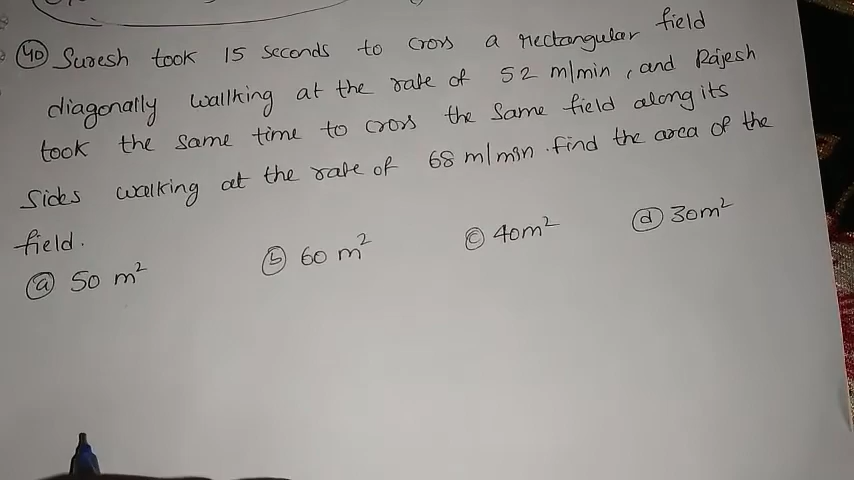 40 Suresh took 15 seconds to cross a rectangular field
diagonally wallking at the rate of 52 m/min, and Rajesh
took the same time to cross the same field along its
sides walking at the rate of 68 m/min. find the area of the
field.
a 50 m² b 60 m² c 40m² d 30m²